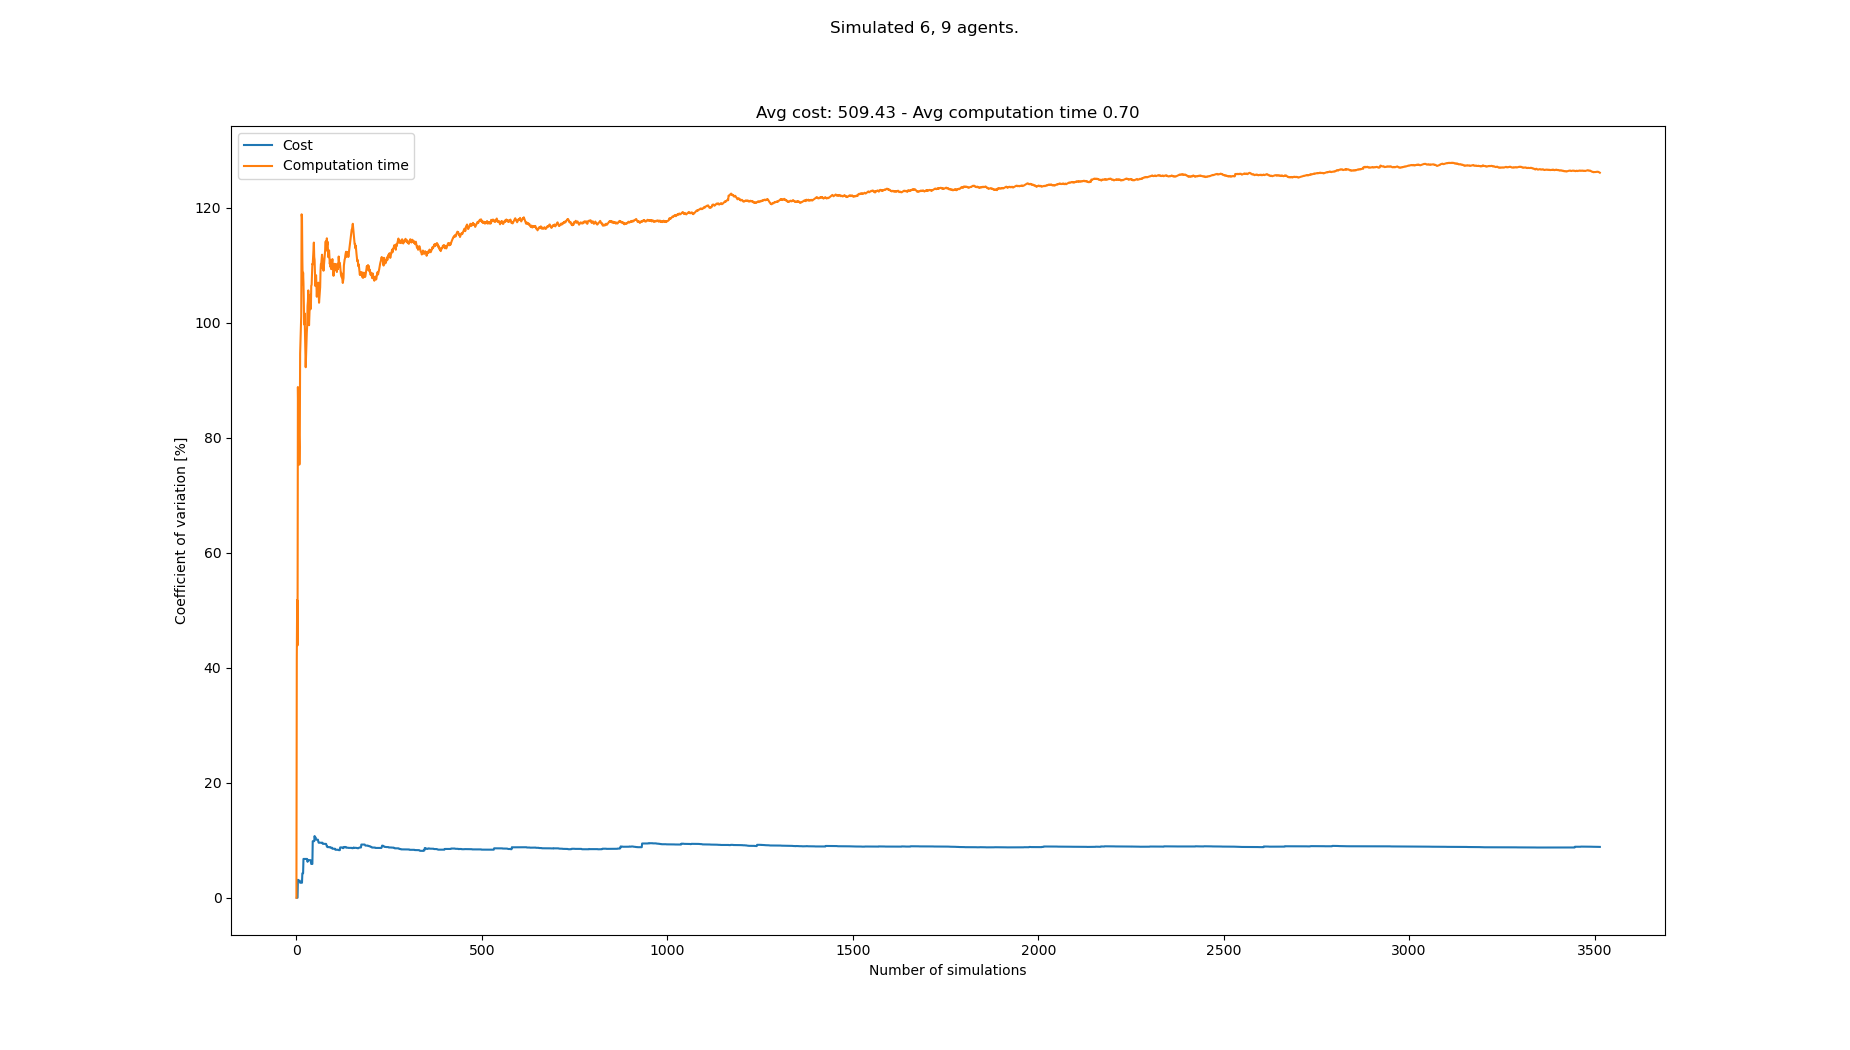 Simulated 6, 9 agents.
Avg cost: 509.43 - Avg computation time 0.70
Cost
Computation time
Coefficient of variation [%]
120
100
80
60
40
20
0
0 500 1000 1500 2000 2500 3000 3500
Number of simulations